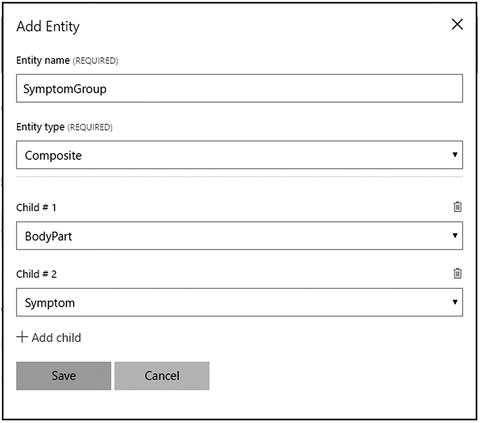 Add Entity
Entity name (REQUIRED)
SymptomGroup
Entity type (REQUIRED)
Composite
Child # 1
BodyPart
Child # 2
Symptom
+ Add child
Save Cancel